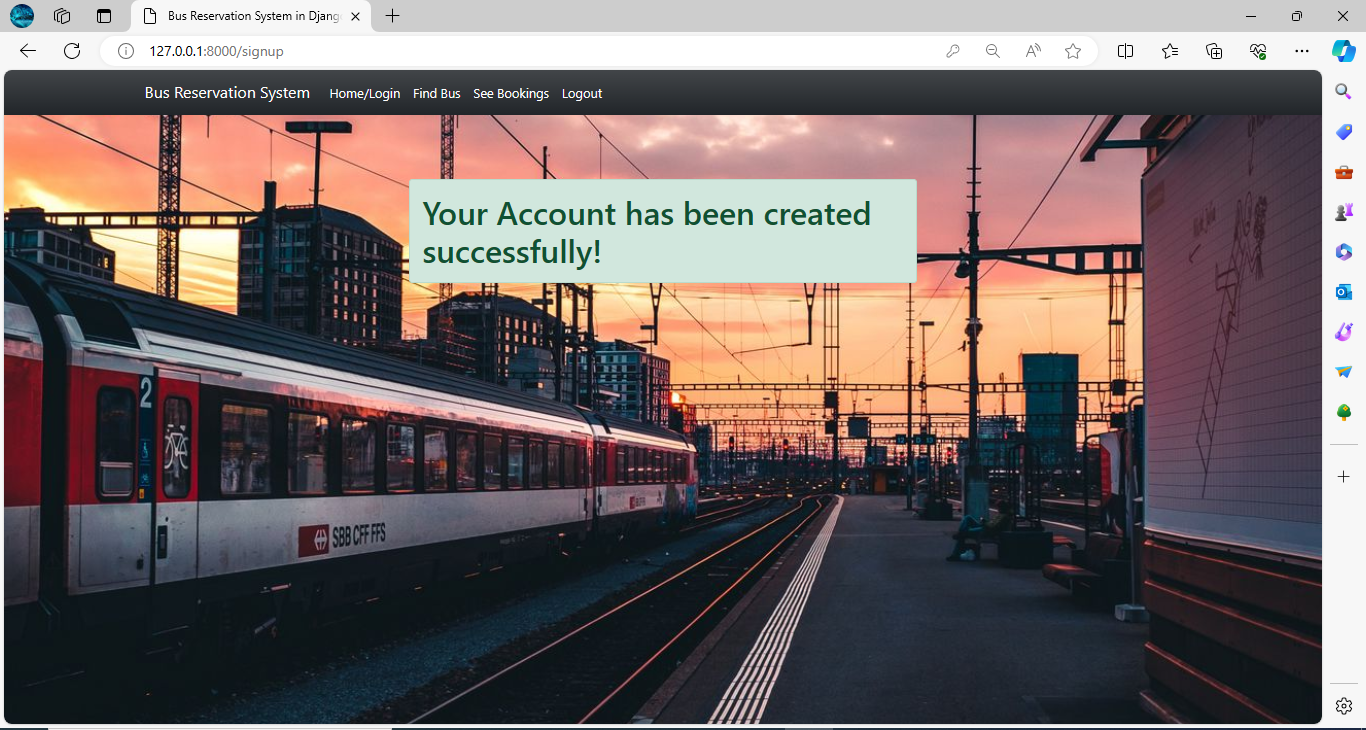 Bus Reservation System in Djang
127.0.0.1:8000/signup
Bus Reservation System Home/Login Find Bus See Bookings Logout
Your Account has been created
successfully!
2
SBB CFF FFS